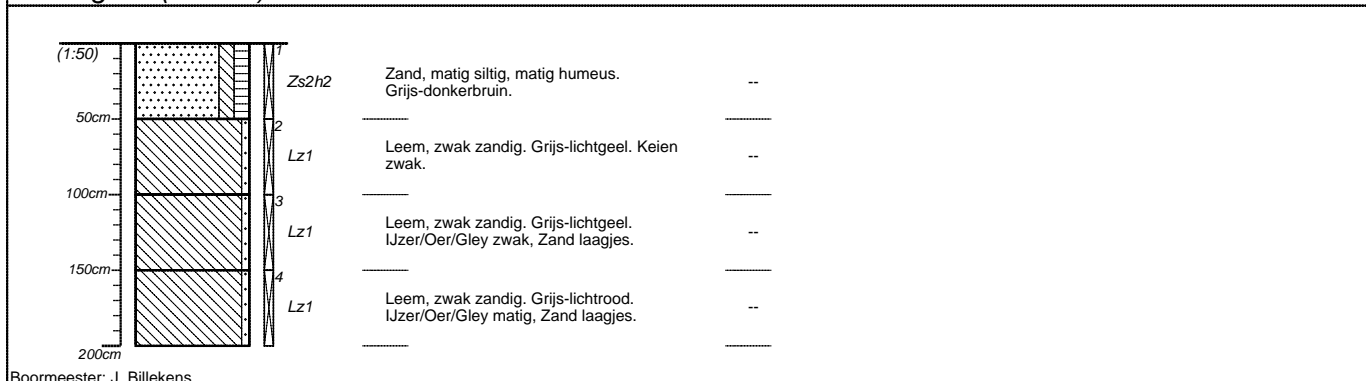 (1:50)
1
Zs2h2
Zand, matig siltig, matig humeus.
Grijs-donkerbruin.
--
50cm
2
Lz1
Leem, zwak zandig. Grijs-lichtgeel. Keien
zwak.
--
100cm
3
Lz1
Leem, zwak zandig. Grijs-lichtgeel.
IJzer/Oer/Gley zwak, Zand laagjes.
--
150cm
4
Lz1
Leem, zwak zandig. Grijs-lichtrood.
IJzer/Oer/Gley matig, Zand laagjes.
--
200cm
Boormeester: J. Billekens